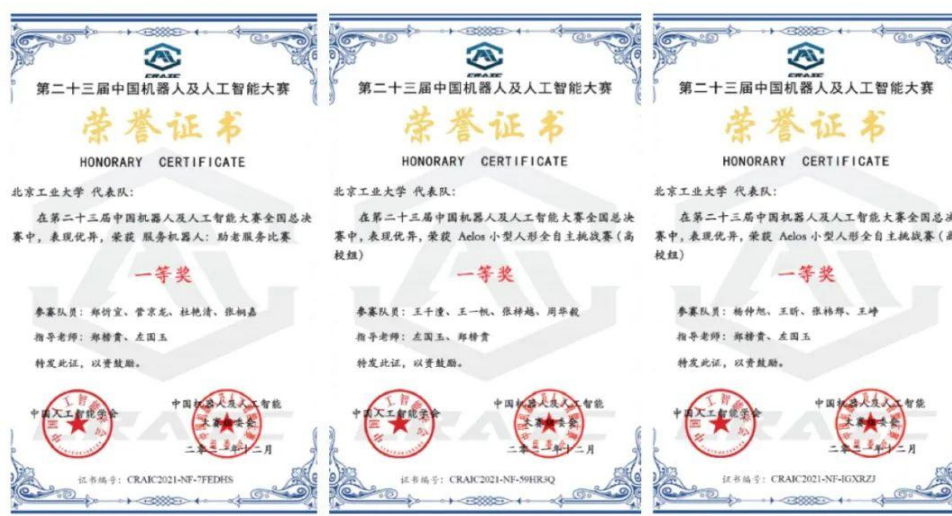 CRAIC
第二十三届中国机器人及人工智能大赛
荣誉证书
HONORARY CERTIFICATE
北京工业大学 代表队：
在第二十三届中国机器人及人工智能大赛全国总决
赛中，表现优异，荣获 服务机器人：助老服务比赛
一等奖
参赛队员：郑忻宜、管京龙、杜艳清、张桐嘉
指导老师：郑榜贵、左国玉
特发此证，以资鼓励。
中国人工智能学会
中国机器人及人工智能
大赛组委会
二零二一年十二月
证书编号：CRAIC2021-NF-7FEDHS
CRAIC
第二十三届中国机器人及人工智能大赛
荣誉证书
HONORARY CERTIFICATE
北京工业大学 代表队：
在第二十三届中国机器人及人工智能大赛全国总决
赛中，表现优异，荣获 Aelos 小型人形全自主挑战赛（高
校组）
一等奖
参赛队员：王千潼、王一帆、张梓越、周华毅
指导老师：左国玉、郑榜贵
特发此证，以资鼓励。
中国人工智能学会
中国机器人及人工智能
大赛组委会
二零二一年十二月
证书编号：CRAIC2021-NF-59HR3Q
CRAIC
第二十三届中国机器人及人工智能大赛
荣誉证书
HONORARY CERTIFICATE
北京工业大学 代表队：
在第二十三届中国机器人及人工智能大赛全国总决
赛中，表现优异，荣获 Aelos 小型人形全自主挑战赛（高
校组）
一等奖
参赛队员：杨仲旭、王昕、张林郑、王峥
指导老师：郑榜贵、左国玉
特发此证，以资鼓励。
中国人工智能学会
中国机器人及人工智能
大赛组委会
二零二一年十二月
证书编号：CRAIC2021-NF-IGXRZJ